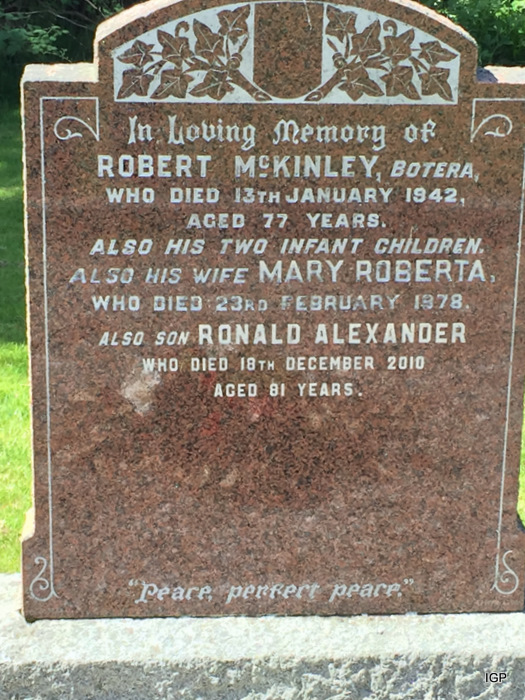 In Loving Memory of
ROBERT McKINLEY, BOTERA,
WHO DIED 13TH JANUARY 1942,
AGED 77 YEARS.
ALSO HIS TWO INFANT CHILDREN.
ALSO HIS WIFE MARY ROBERTA,
WHO DIED 23RD FEBRUARY 1978.
ALSO SON RONALD ALEXANDER
WHO DIED 18TH DECEMBER 2010
AGED 81 YEARS.
"Peace, perfect peace."
IGP